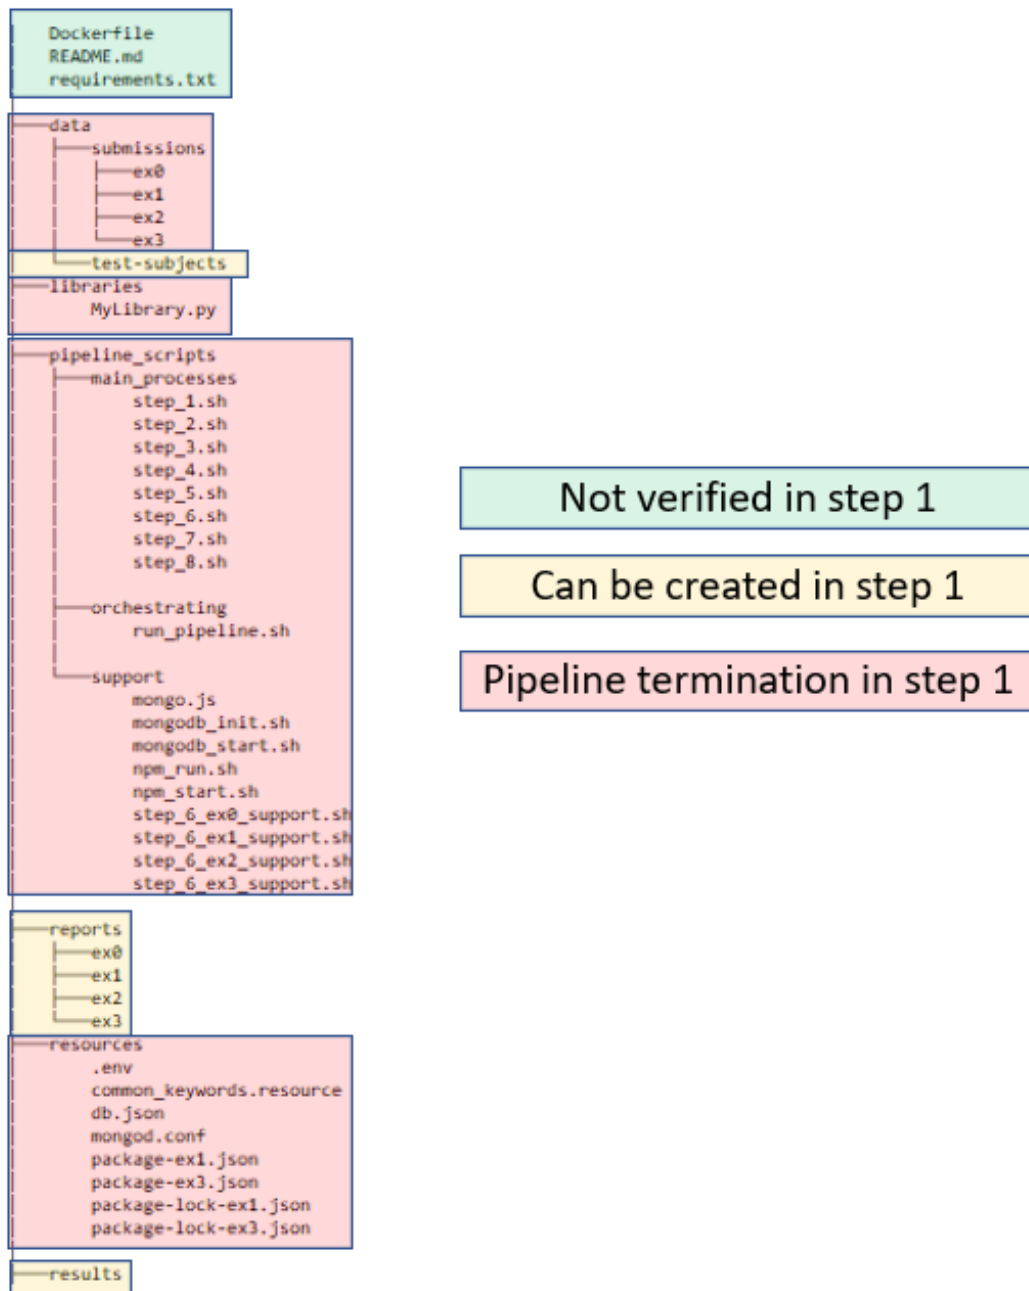 Dockerfile
README.md
requirements.txt
data
submissions
ex0
ex1
ex2
ex3
test-subjects
libraries
MyLibrary.py
pipeline_scripts
main_processes
step_1.sh
step_2.sh
step_3.sh
step_4.sh
step_5.sh
step_6.sh
step_7.sh
step_8.sh
orchestrating
run_pipeline.sh
support
mongo.js
mongodb_init.sh
mongodb_start.sh
npm_run.sh
npm_start.sh
step_6_ex0_support.sh
step_6_ex1_support.sh
step_6_ex2_support.sh
step_6_ex3_support.sh
reports
ex0
ex1
ex2
ex3
resources
.env
common_keywords.resource
db.json
mongod.conf
package-ex1.json
package-ex3.json
package-lock-ex1.json
package-lock-ex3.json
results
Not verified in step 1
Can be created in step 1
Pipeline termination in step 1